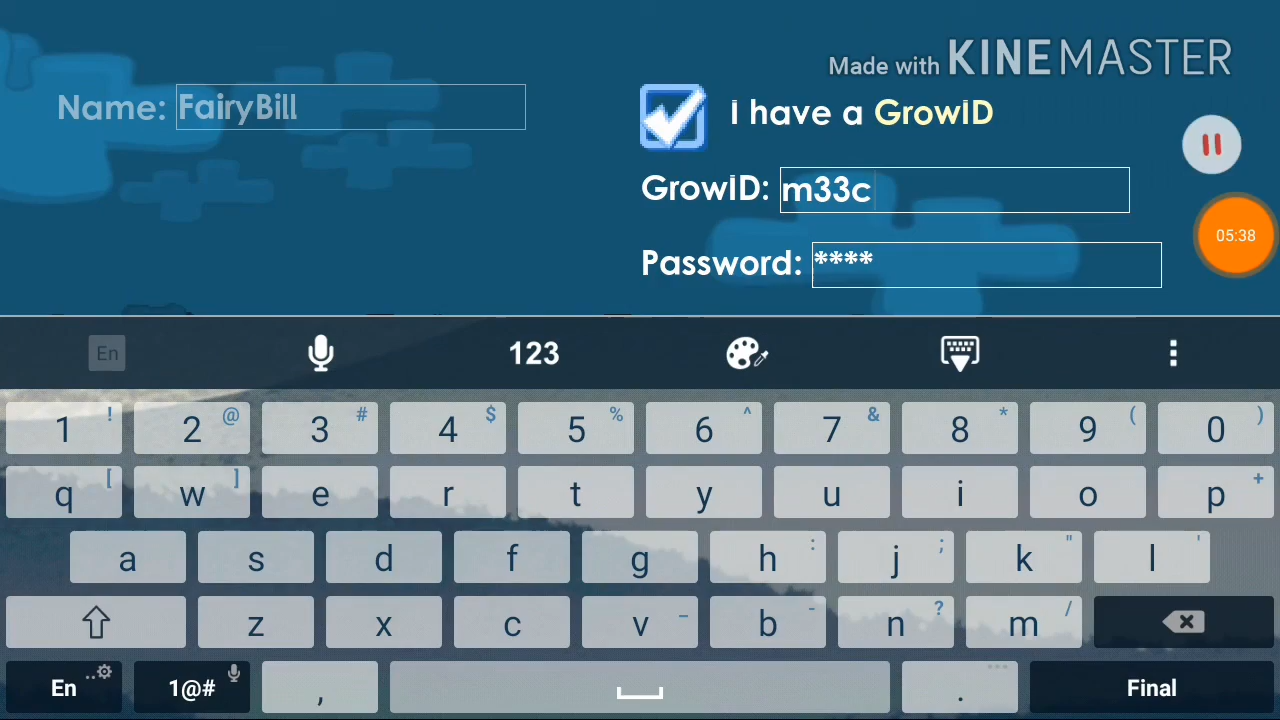 Made with KINEMASTER
Name: FairyBill
I have a GrowID
GrowID: m33c
Password: ****
05:38
En 123
1 ! 2 @ 3 # 4 $ 5 % 6 ^ 7 & 8 * 9 ( 0 )
q [ w ] e r t y u i o p +
a s d f g h : j ; k " l '
z x c v _ b - n ? m /
En 1@# , . Final